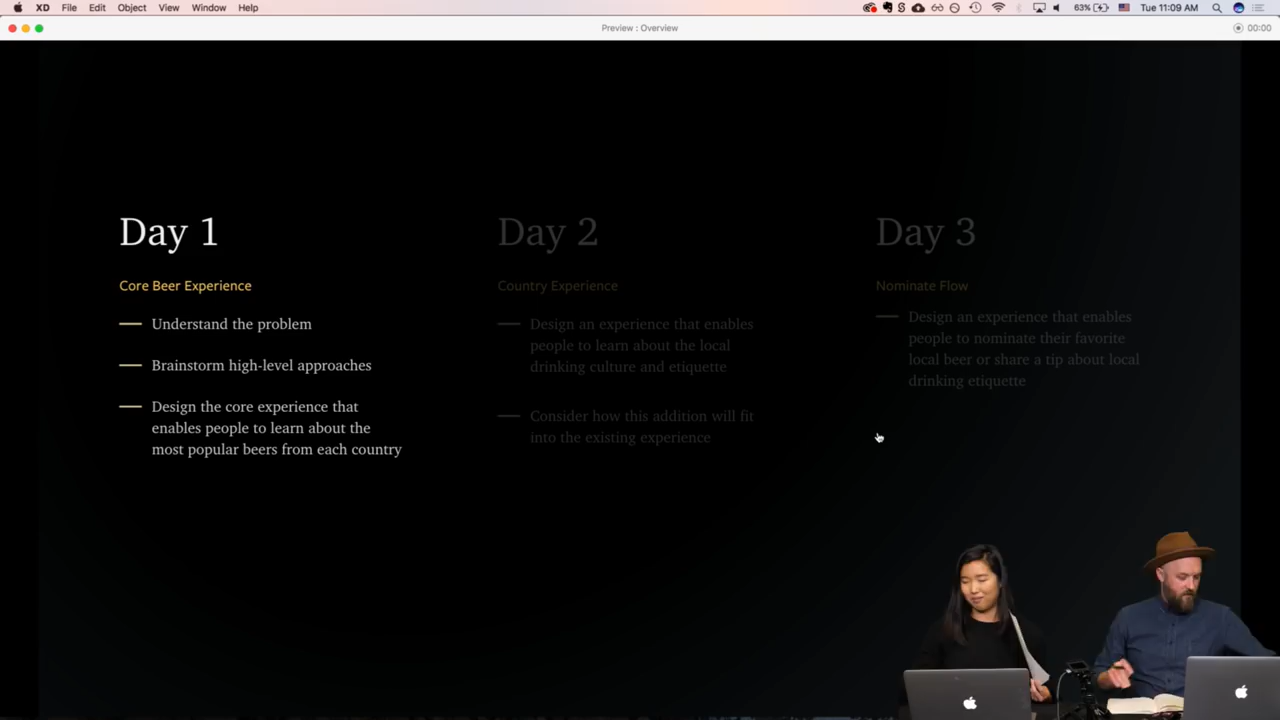 XD File Edit Object View Window Help
63% Tue 11:09 AM
Preview : Overview
00:00
Day 1
Core Beer Experience
Understand the problem
Brainstorm high-level approaches
Design the core experience that
enables people to learn about the
most popular beers from each country
Day 2
Country Experience
Design an experience that enables
people to learn about the local
drinking culture and etiquette
Consider how this addition will fit
into the existing experience
Day 3
Nominate Flow
Design an experience that enables
people to nominate their favorite
local beer or share a tip about local
drinking etiquette